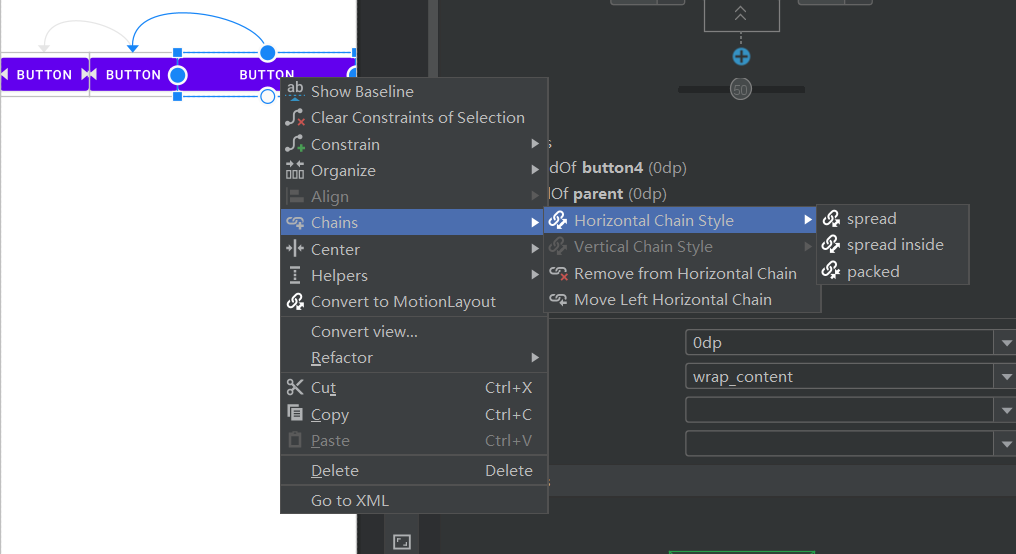 BUTTON
BUTTON
BUTTON
Show Baseline
Clear Constraints of Selection
Constrain
Organize
Align
Chains
Center
Helpers
Convert to MotionLayout
Convert view...
Refactor
Cut Ctrl+X
Copy Ctrl+C
Paste Ctrl+V
Delete Delete
Go to XML
Horizontal Chain Style
Vertical Chain Style
Remove from Horizontal Chain
Move Left Horizontal Chain
spread
spread inside
packed
50
button4 (0dp)
parent (0dp)
0dp
wrap_content